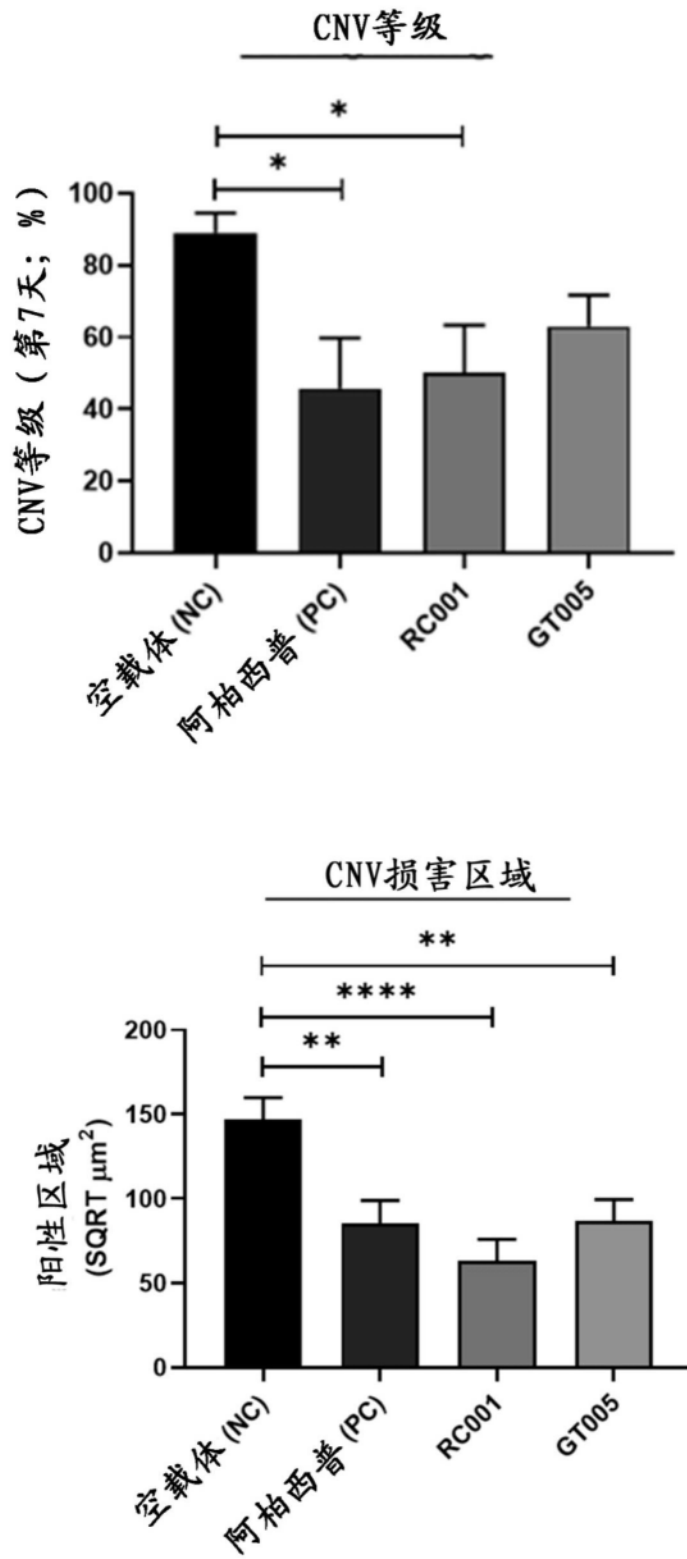 CNV等级
*
*
CNV等级（第7天；%）
100
80
60
40
20
0
空载体(NC)
阿柏西普(PC)
RC001
GT005
CNV损害区域
**
****
**
阳性区域
(SQRT μm²)
200
150
100
50
0
空载体(NC)
阿柏西普(PC)
RC001
GT005